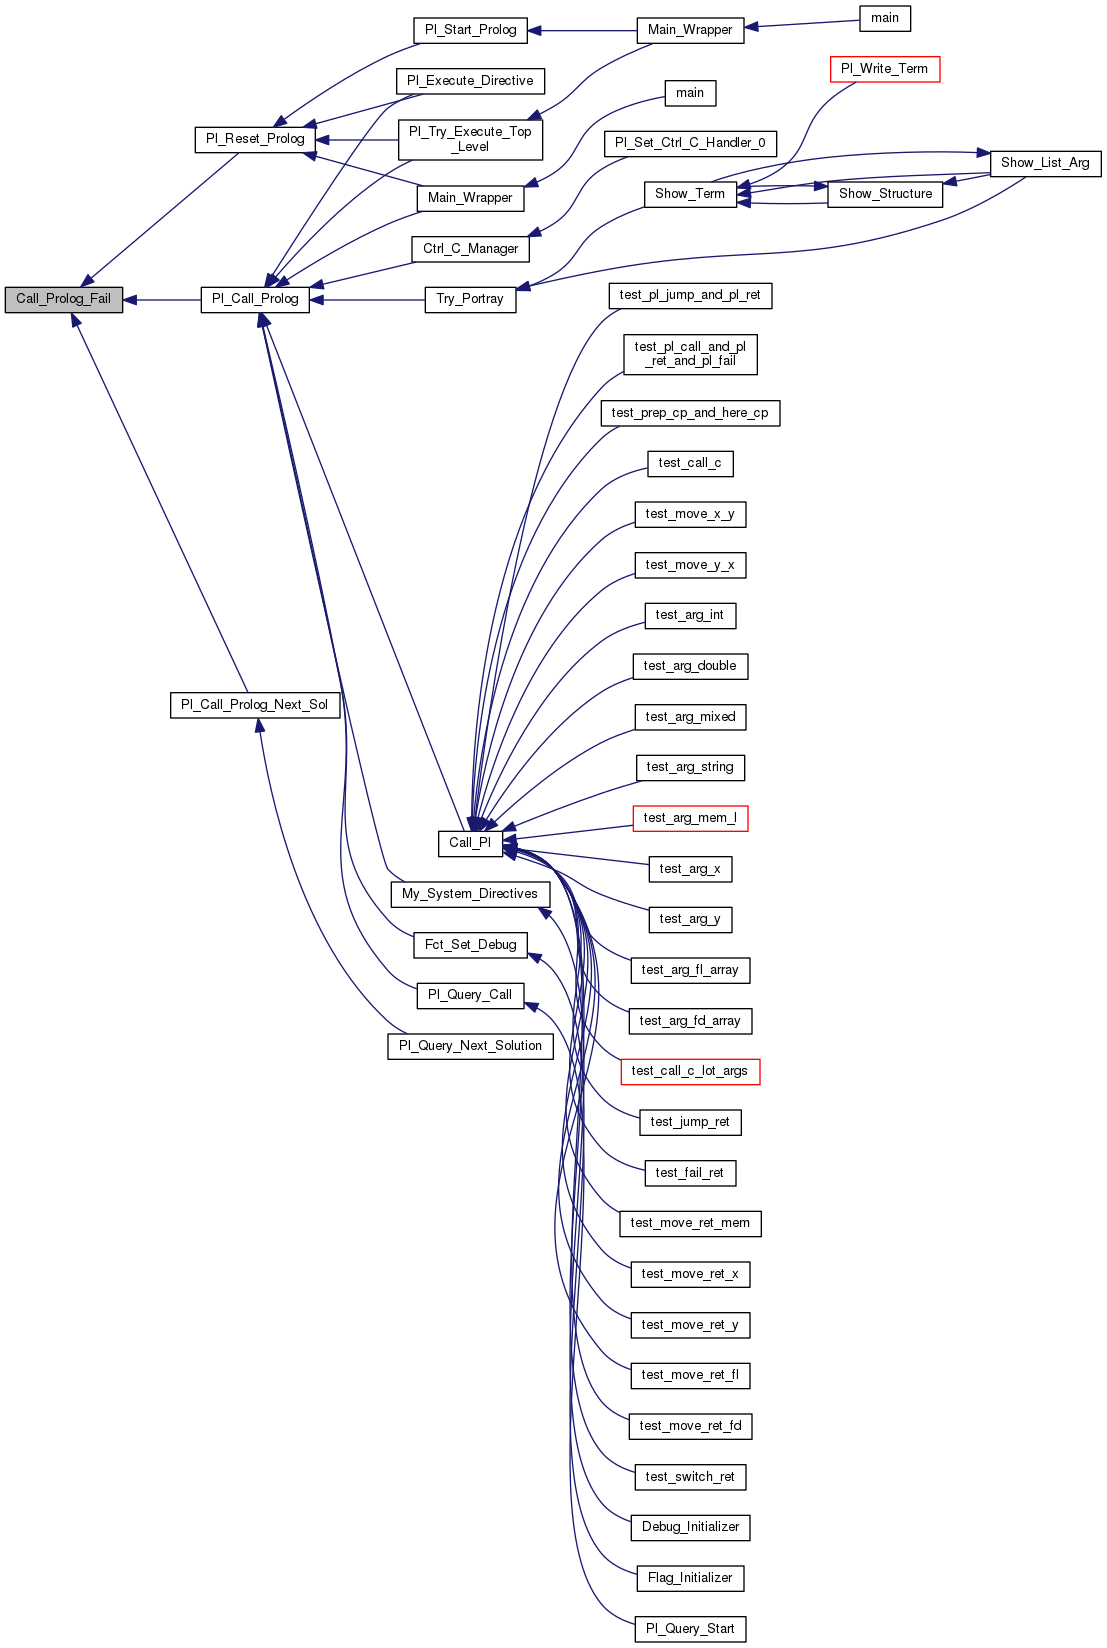 main
Pl_Start_Prolog
Main_Wrapper
Pl_Write_Term
Pl_Execute_Directive
main
Pl_Reset_Prolog
Pl_Try_Execute_Top
_Level
Pl_Set_Ctrl_C_Handler_0
Show_List_Arg
Main_Wrapper
Show_Term
Show_Structure
Ctrl_C_Manager
Call_Prolog_Fail
Pl_Call_Prolog
Try_Portray
test_pl_jump_and_pl_ret
test_pl_call_and_pl
_ret_and_pl_fail
test_prep_cp_and_here_cp
test_call_c
test_move_x_y
test_move_y_x
test_arg_int
test_arg_double
Pl_Call_Prolog_Next_Sol
test_arg_mixed
test_arg_string
test_arg_mem_l
Call_Pl
test_arg_x
My_System_Directives
test_arg_y
Fct_Set_Debug
test_arg_fl_array
Pl_Query_Call
test_arg_fd_array
Pl_Query_Next_Solution
test_call_c_lot_args
test_jump_ret
test_fail_ret
test_move_ret_mem
test_move_ret_x
test_move_ret_y
test_move_ret_fl
test_move_ret_fd
test_switch_ret
Debug_Initializer
Flag_Initializer
Pl_Query_Start